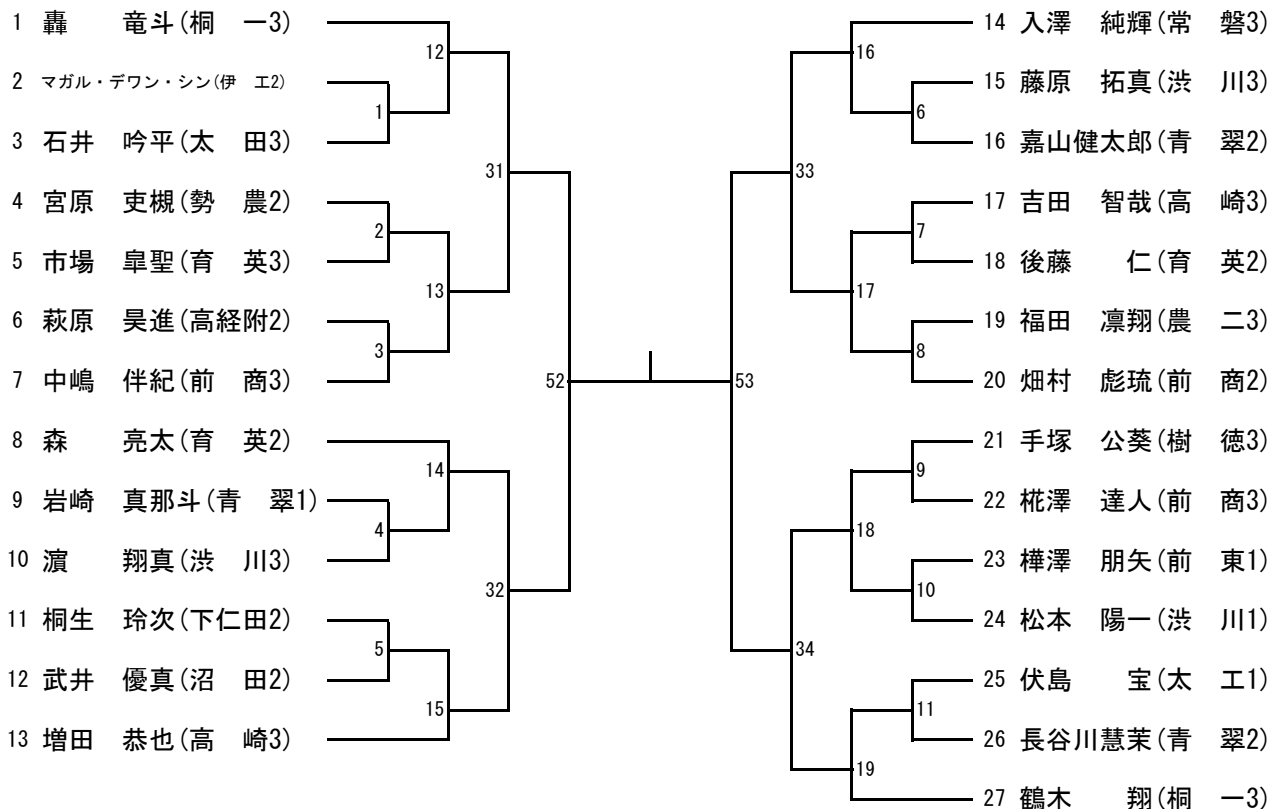 1 轟　　竜斗(桐　一3)
2 マガル・デワン・シン(伊　工2)
3 石井　吟平(太　田3)
4 宮原　吏槻(勢　農2)
5 市場　皐聖(育　英3)
6 萩原　昊進(高経附2)
7 中嶋　伴紀(前　商3)
8 森　　亮太(育　英2)
9 岩崎　真那斗(青　翠1)
10 濵　　翔真(渋　川3)
11 桐生　玲次(下仁田2)
12 武井　優真(沼　田2)
13 増田　恭也(高　崎3)
12
1
31
2
13
3
52
14
4
32
5
15
14 入澤　純輝(常　磐3)
15 藤原　拓真(渋　川3)
16 嘉山健太郎(青　翠2)
17 吉田　智哉(高　崎3)
18 後藤　　仁(育　英2)
19 福田　凛翔(農　二3)
20 畑村　彪琉(前　商2)
21 手塚　公葵(樹　徳3)
22 椛澤　達人(前　商3)
23 樺澤　朋矢(前　東1)
24 松本　陽一(渋　川1)
25 伏島　　宝(太　工1)
26 長谷川慧茉(青　翠2)
27 鶴木　　翔(桐　一3)
16
6
33
7
17
8
53
9
18
10
34
11
19